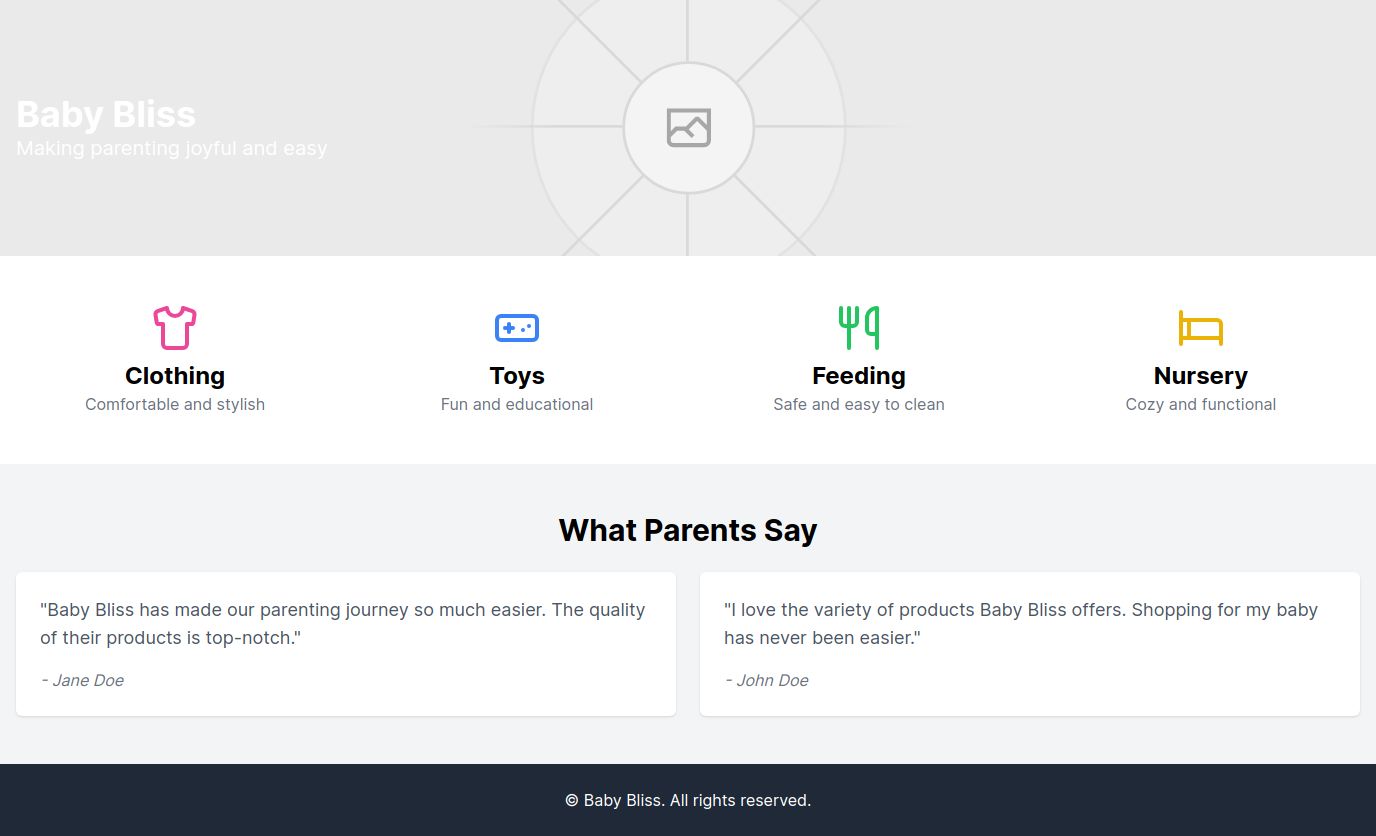 Baby Bliss
Making parenting joyful and easy
Clothing
Comfortable and stylish
Toys
Fun and educational
Feeding
Safe and easy to clean
Nursery
Cozy and functional
What Parents Say
"Baby Bliss has made our parenting journey so much easier. The quality
of their products is top-notch."
- Jane Doe
"I love the variety of products Baby Bliss offers. Shopping for my baby
has never been easier."
- John Doe
© Baby Bliss. All rights reserved.